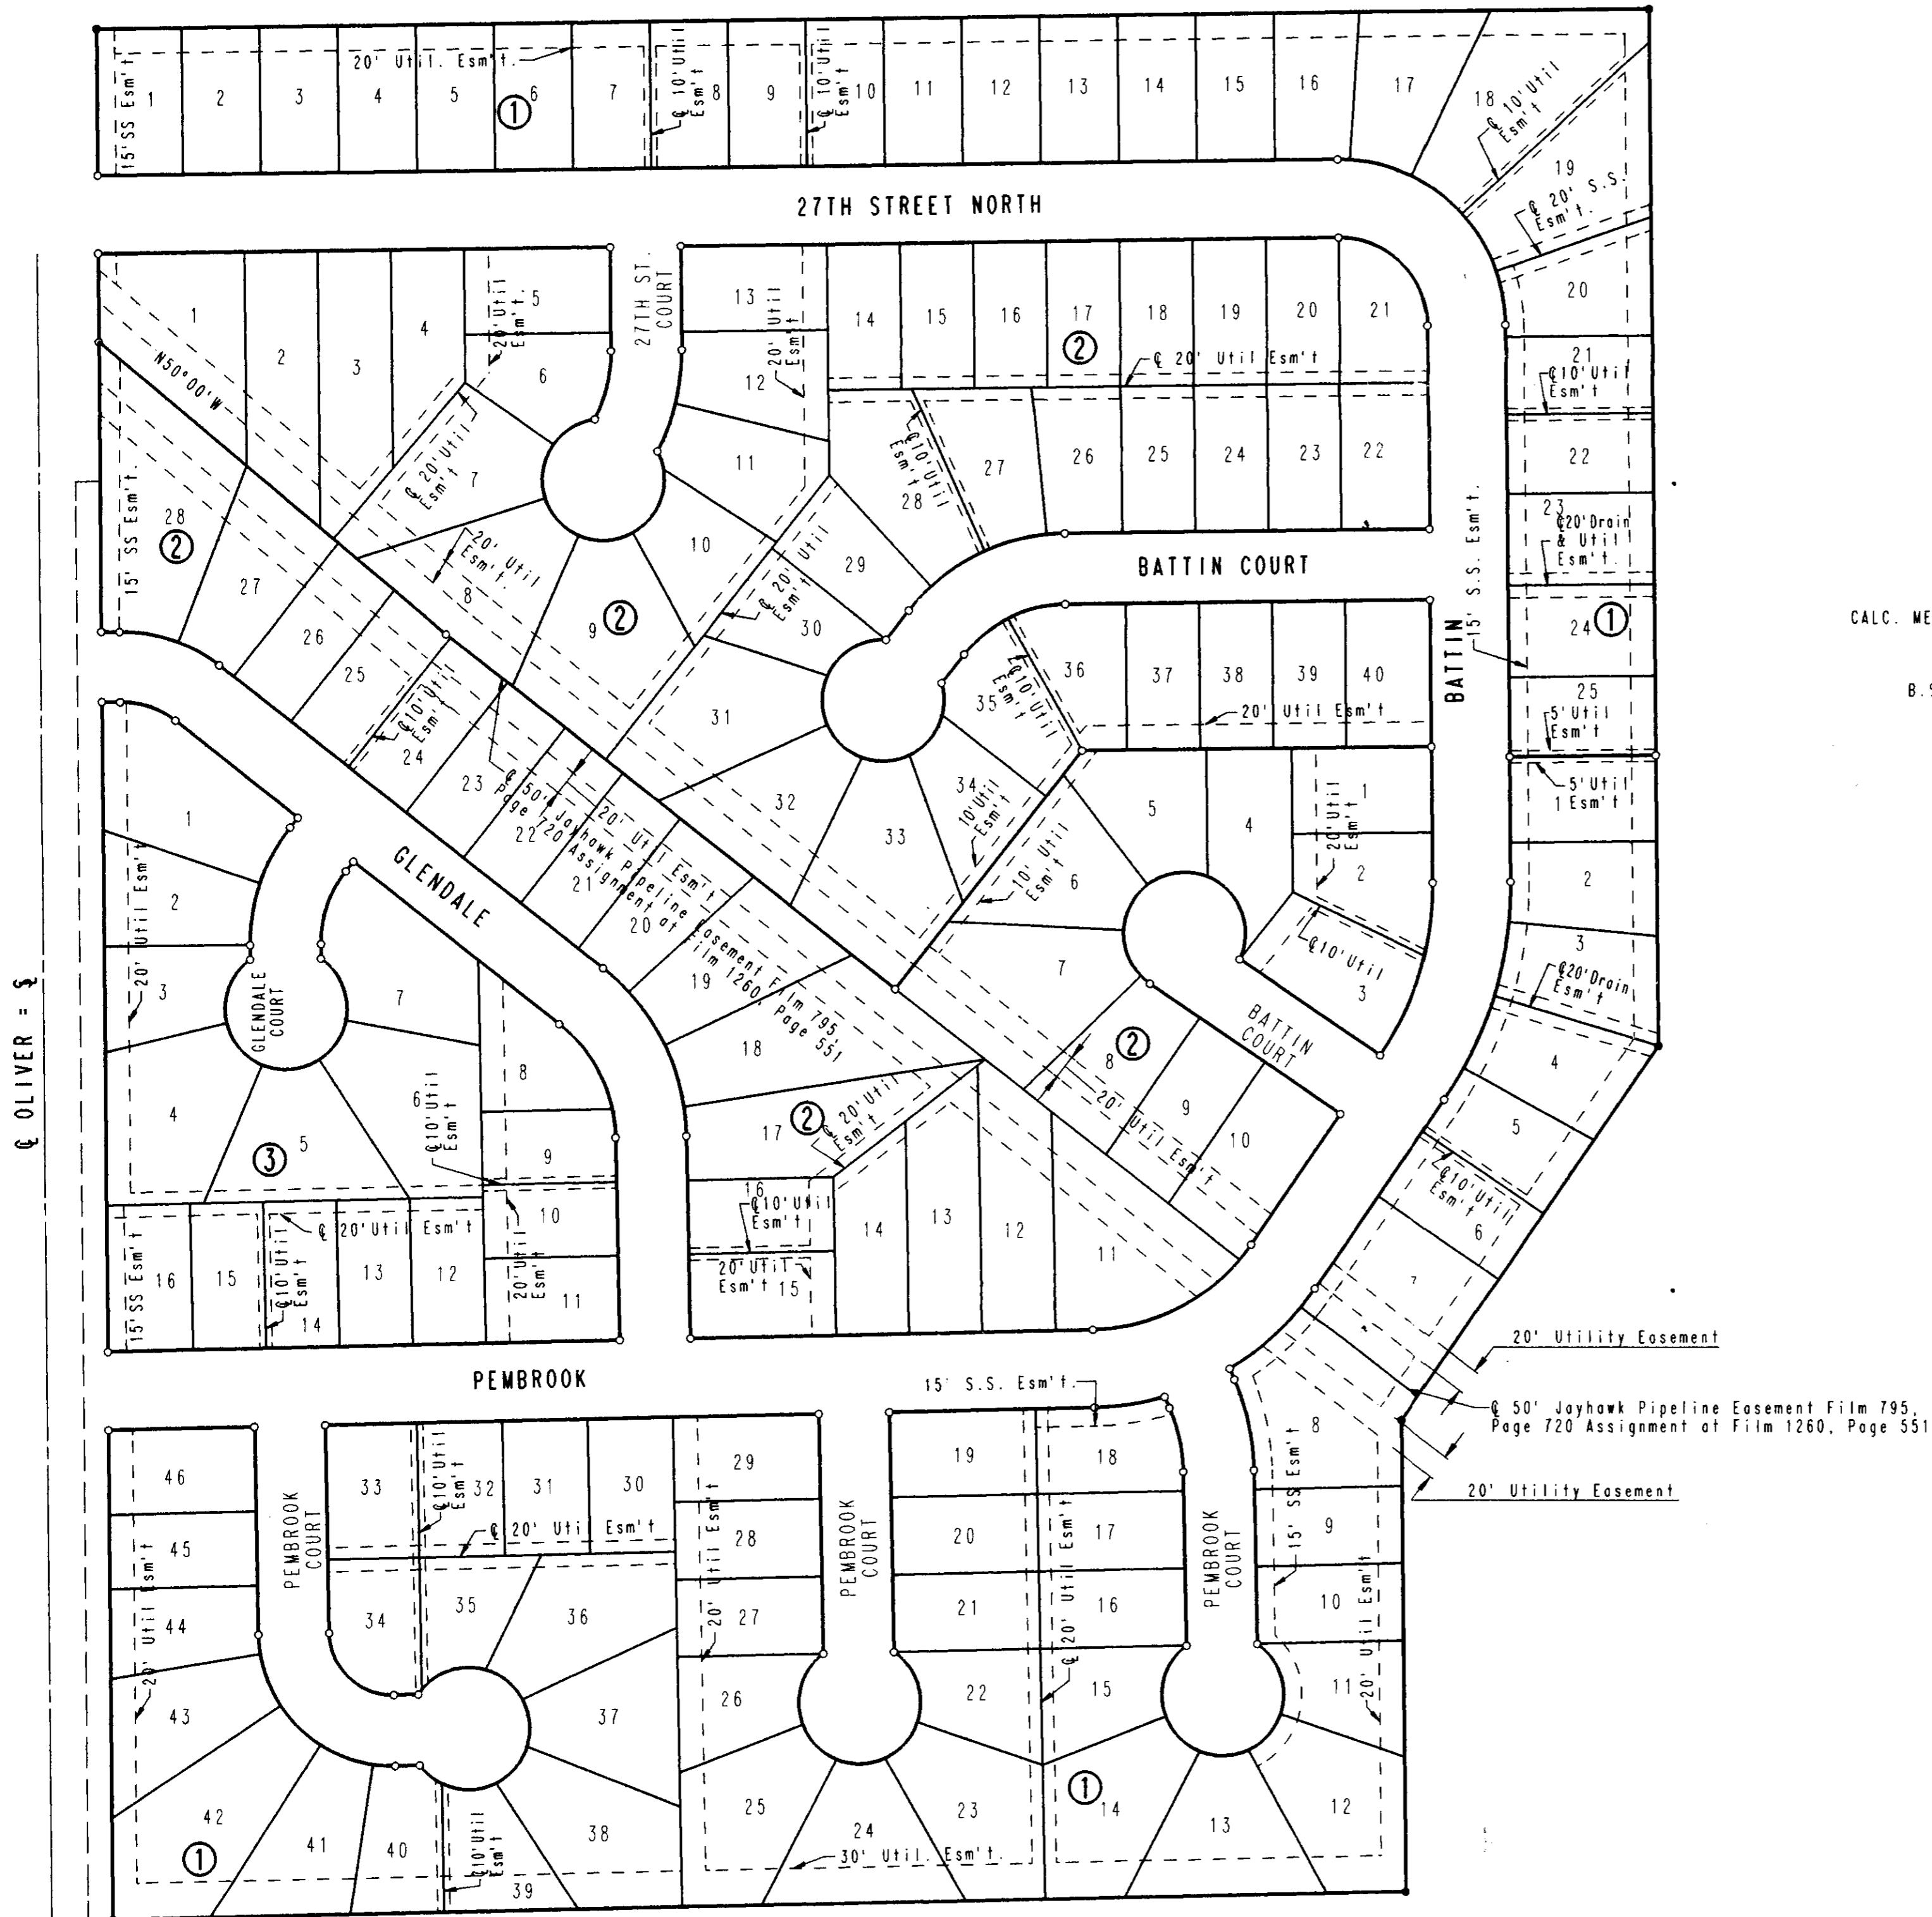 1 2 3 4 5 6 7 8 9 10 11 12 13 14 15 16 17
18
19
15' SS Esm't
20' Util. Esm't.
①
℄ 10' Util
Esm't
℄ 10' Util
Esm't
℄ 10' Util
Esm't
℄ 20' S.S.
Esm't.
27TH STREET NORTH
20
21
℄10' Util
Esm't
22
23
℄20' Drain
& Util
Esm't.
24 ①
25
5' Util
Esm't
5' Util
1 Esm't
2
3
℄20' Drain
Esm't
4
5
℄10' Util
Esm't
6
7
15' S.S. Esm't.
BATTIN
CALC. ME
B.
1
2
3
4
5
6
7
8
9 ②
10
11
12
13
N50°00'W
20' Util
Esm't.
27TH ST.
COURT
20' Util
Esm't
℄ 20' Util
Esm't
20' Util
Esm't.
℄ 20' Util
Esm't
14 15 16 17 18 19 20 21
②
℄ 20' Util Esm't
28 27 26 25 24 23 22
℄10' Util
Esm't
29
30
31
32
33
34
35
36 37 38 39 40
BATTIN COURT
℄10' Util
Esm't
20' Util Esm't
10' Util
Esm't
10' Util
Esm't
15' SS Esm't.
28
②
27
26
25
24
23
22
21
20
19
18
17
②
16
15
14
13
12
11
℄10' Util
Esm't
℄ 50' Jayhawk Pipeline Easement Film 795,
Page 720 Assignment at Film 1260, Page 551
20' Util Esm't
℄ 20' Util
Esm't
℄10' Util
Esm't
20' Util
Esm't
1
2
3
4
5
6
7
8
②
9
10
20' Util
Esm't
℄10' Util
BATTIN
COURT
20' Util Esm't
GLENDALE
1
2
3
4
5
6
7
8
9
10
11
12
13
14
15
16
③
20' Util Esm't
GLENDALE
COURT
℄10' Util
Esm't
℄ 20' Util Esm't
15' SS Esm't
℄10' Util
Esm't
20' Util
Esm't
℄ OLIVER =
PEMBROOK
15' S.S. Esm't.
20' Utility Easement
℄ 50' Jayhawk Pipeline Easement Film 795,
Page 720 Assignment at Film 1260, Page 551
20' Utility Easement
46
45
44
43
42
41
40
39
38
37
36
35
34
33
32
31
30
①
20' Util Esm't
PEMBROOK
COURT
℄10' Util
Esm't
℄ 20' Uti Esm't
℄10' Util
Esm't
29
28
27
26
25
24
23
22
21
20
19
20' Util Esm't
PEMBROOK
COURT
30' Util. Esm't.
18
17
16
15
14
①
13
12
11
10
9
8
℄ 20' Util Esm't
PEMBROOK
COURT
15' SS Esm't
20' Util Esm't